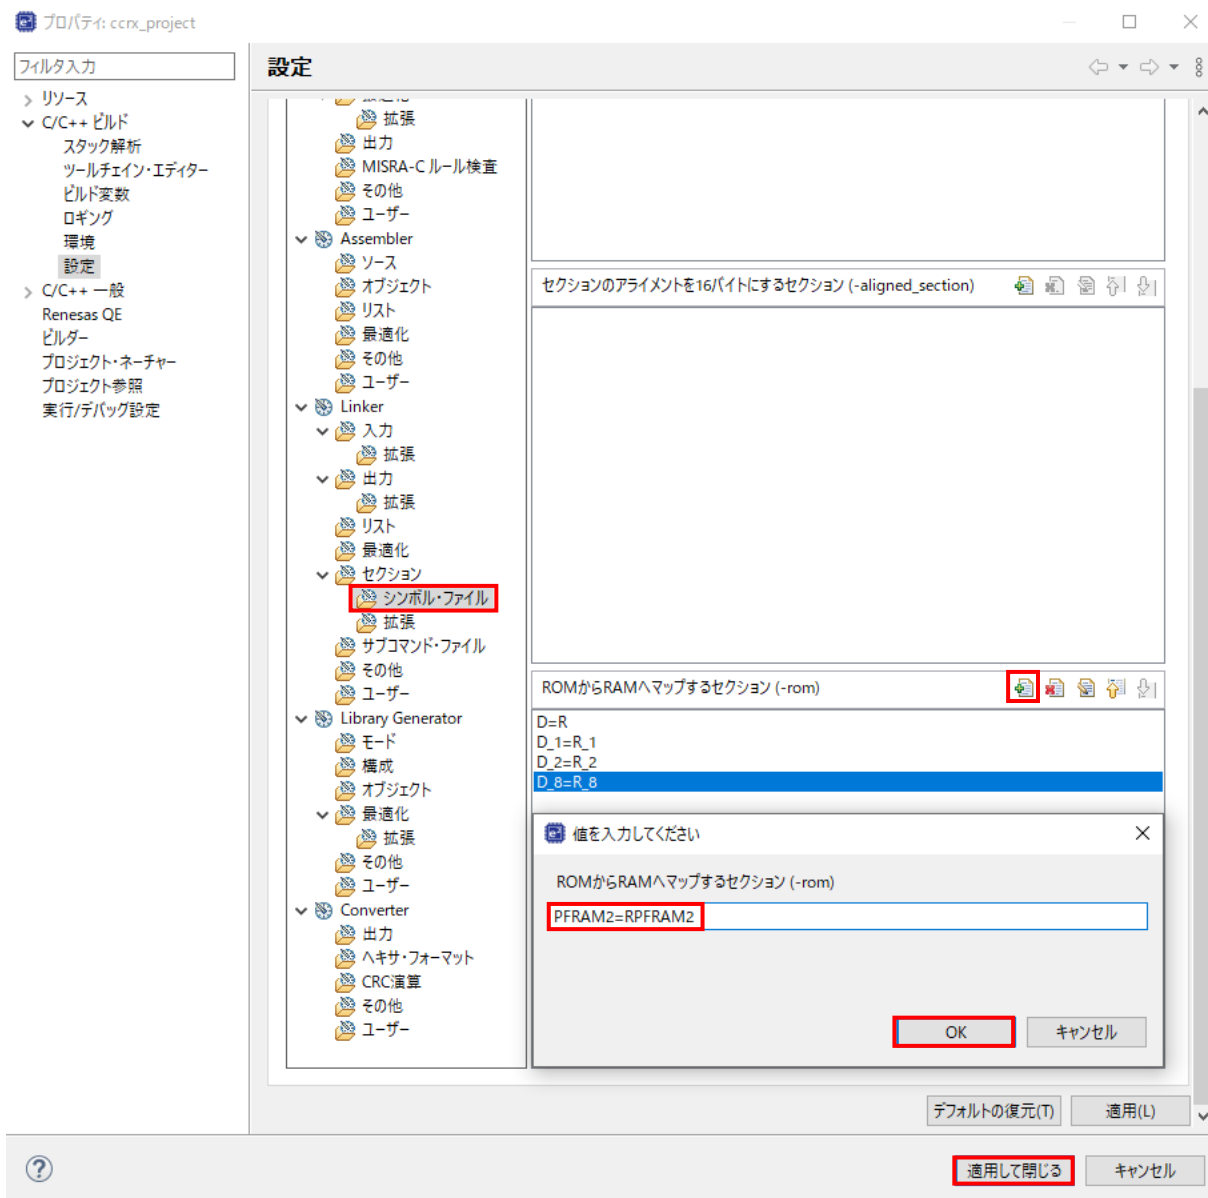 プロパティ: ccrx_project
フィルタ入力
設定
リソース
C/C++ ビルド
スタック解析
ツールチェイン・エディター
ビルド変数
ロギング
環境
設定
C/C++ 一般
Renesas QE
ビルダー
プロジェクト・ネーチャー
プロジェクト参照
実行/デバッグ設定
拡張
出力
MISRA-C ルール検査
その他
ユーザー
Assembler
ソース
オブジェクト
リスト
最適化
その他
ユーザー
Linker
入力
拡張
出力
拡張
リスト
最適化
セクション
シンボル・ファイル
拡張
サブコマンド・ファイル
その他
ユーザー
Library Generator
モード
構成
オブジェクト
最適化
拡張
その他
ユーザー
Converter
出力
ヘキサ・フォーマット
CRC演算
その他
ユーザー
セクションのアライメントを16バイトにするセクション (-aligned_section)
ROMからRAMへマップするセクション (-rom)
D=R
D_1=R_1
D_2=R_2
D_8=R_8
値を入力してください
ROMからRAMへマップするセクション (-rom)
PFRAM2=RPFRAM2
OK
キャンセル
デフォルトの復元(T)
適用(L)
適用して閉じる
キャンセル